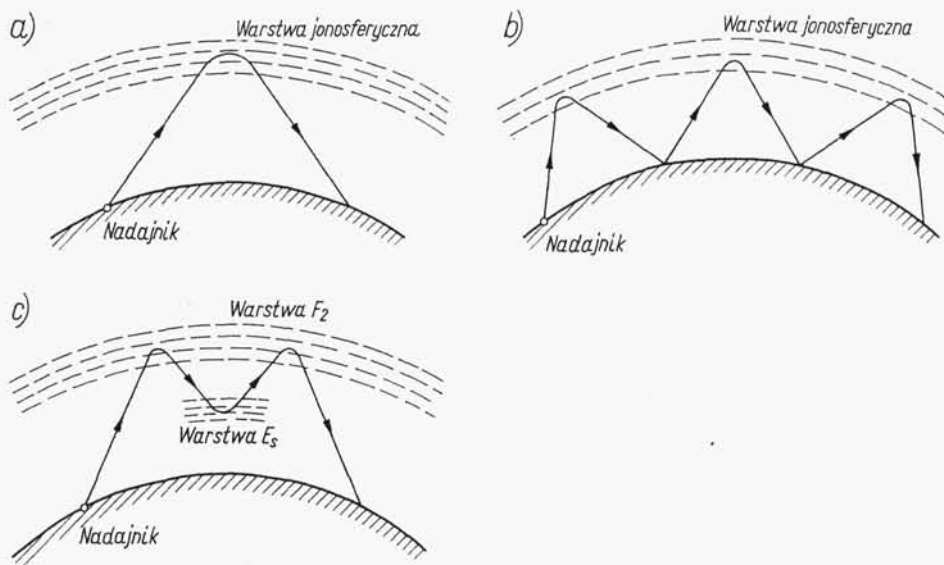 a)
Warstwa jonosferyczna
Nadajnik
b)
Warstwa jonosferyczna
Nadajnik
c)
Warstwa F₂
Warstwa Eₛ
Nadajnik